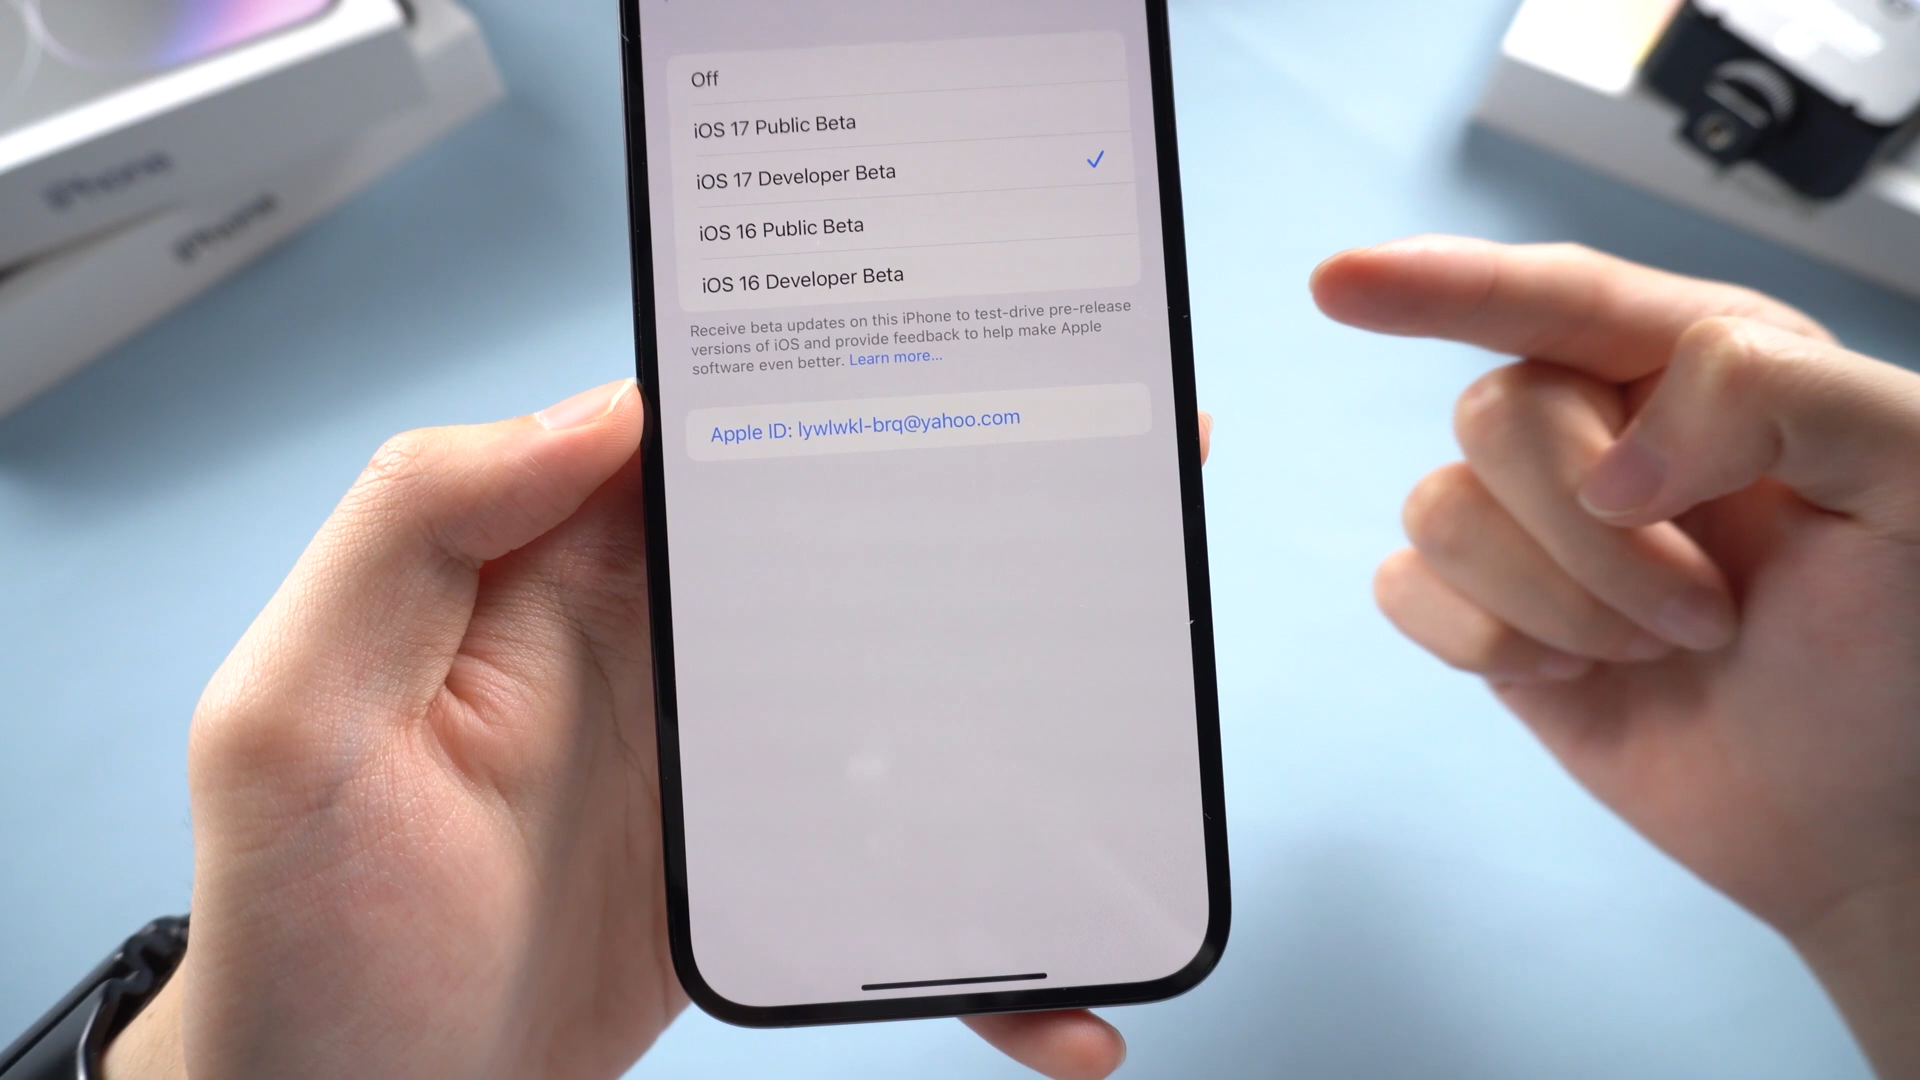 Off
iOS 17 Public Beta
iOS 17 Developer Beta
iOS 16 Public Beta
iOS 16 Developer Beta
Receive beta updates on this iPhone to test-drive pre-release
versions of iOS and provide feedback to help make Apple
software even better. Learn more...
Apple ID: lywlwkl-brq@yahoo.com
iPhone
iPhone